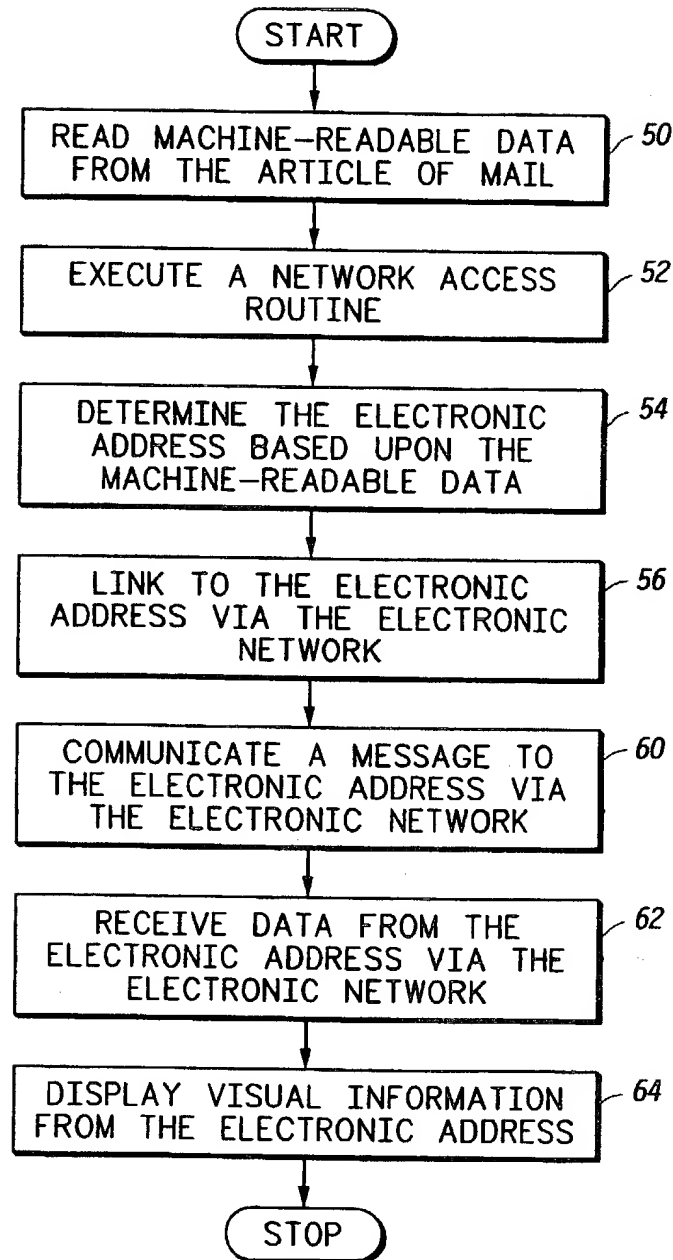 START
READ MACHINE-READABLE DATA
FROM THE ARTICLE OF MAIL
50
EXECUTE A NETWORK ACCESS
ROUTINE
52
DETERMINE THE ELECTRONIC
ADDRESS BASED UPON THE
MACHINE-READABLE DATA
54
LINK TO THE ELECTRONIC
ADDRESS VIA THE ELECTRONIC
NETWORK
56
COMMUNICATE A MESSAGE TO
THE ELECTRONIC ADDRESS VIA
THE ELECTRONIC NETWORK
60
RECEIVE DATA FROM THE
ELECTRONIC ADDRESS VIA THE
ELECTRONIC NETWORK
62
DISPLAY VISUAL INFORMATION
FROM THE ELECTRONIC ADDRESS
64
STOP